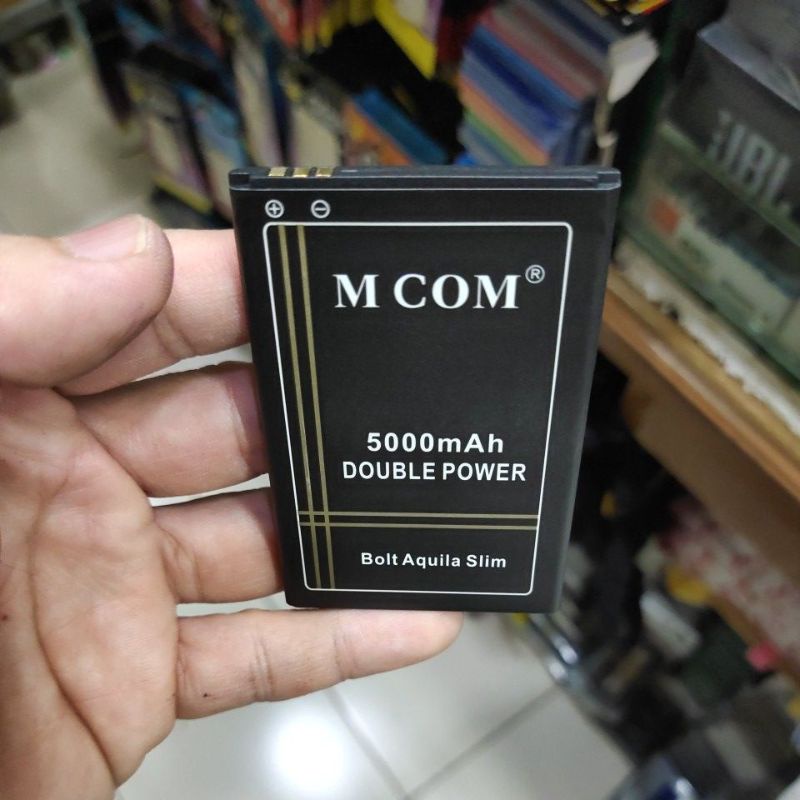 ⊕ ⊖
M COM®
5000mAh
DOUBLE POWER
Bolt Aquila Slim
JBL